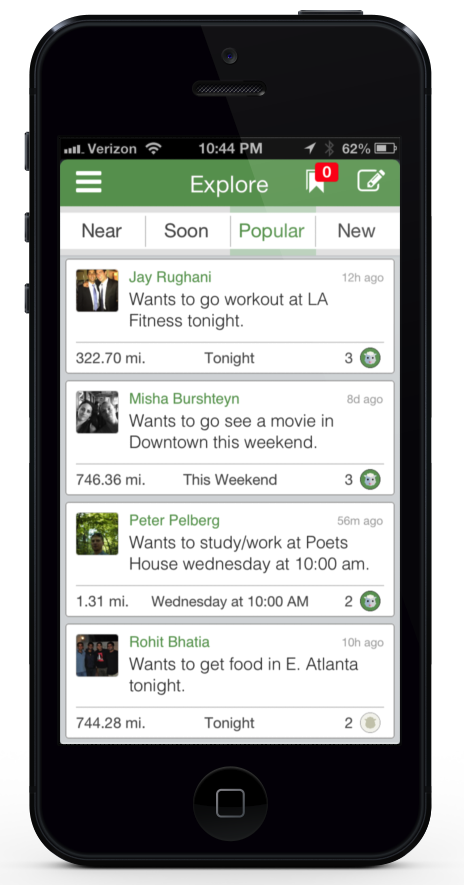 Verizon 10:44 PM 62%
Explore 0
Near Soon Popular New
Jay Rughani 12h ago
Wants to go workout at LA
Fitness tonight.
322.70 mi. Tonight 3
Misha Burshteyn 8d ago
Wants to go see a movie in
Downtown this weekend.
746.36 mi. This Weekend 3
Peter Pelberg 56m ago
Wants to study/work at Poets
House wednesday at 10:00 am.
1.31 mi. Wednesday at 10:00 AM 2
Rohit Bhatia 10h ago
Wants to get food in E. Atlanta
tonight.
744.28 mi. Tonight 2